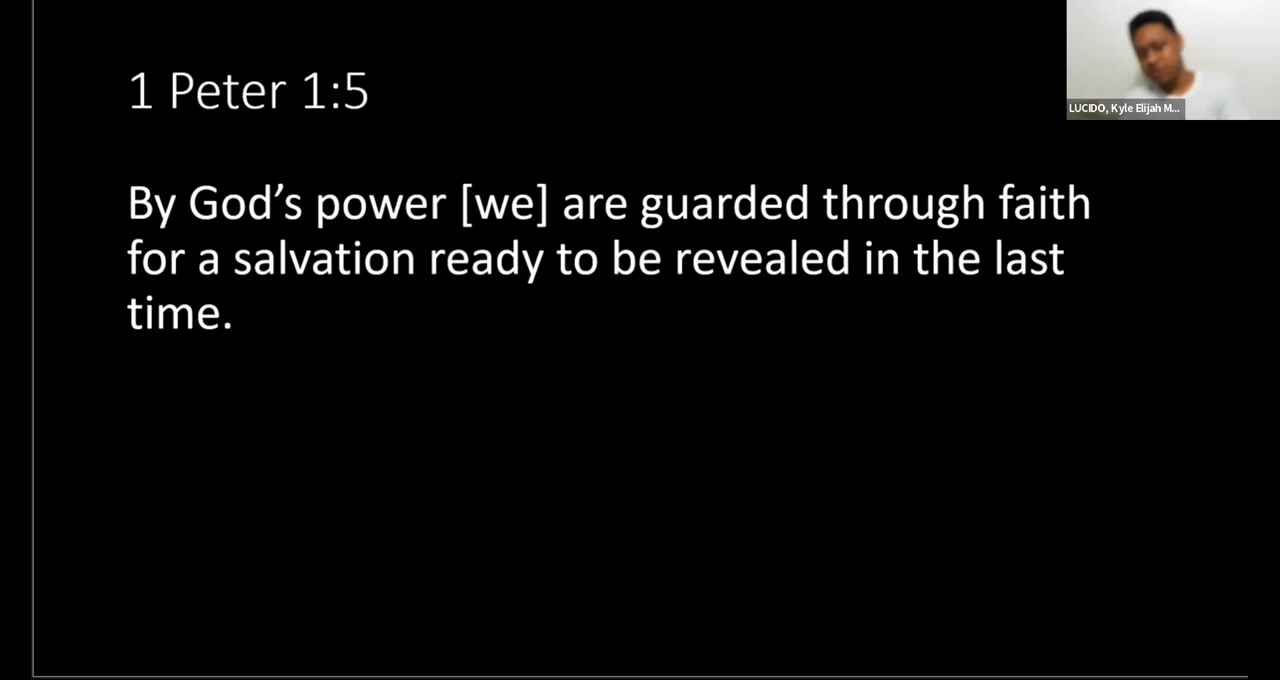 1 Peter 1:5
By God’s power [we] are guarded through faith
for a salvation ready to be revealed in the last
time.
LUCIDO, Kyle Elijah M...